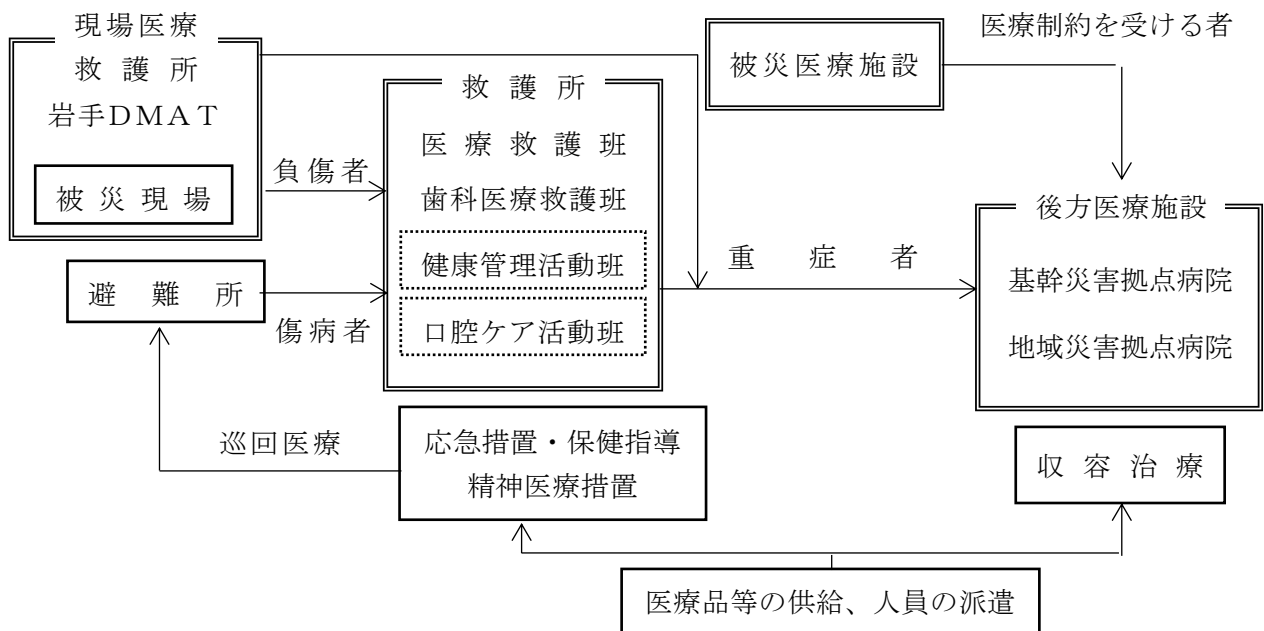 現場医療
救護所
岩手DMAT
被災現場
負傷者
避難所
傷病者
救護所
医療救護班
歯科医療救護班
健康管理活動班
口腔ケア活動班
被災医療施設
医療制約を受ける者
重症者
後方医療施設
基幹災害拠点病院
地域災害拠点病院
巡回医療
応急措置・保健指導
精神医療措置
収容治療
医療品等の供給、人員の派遣